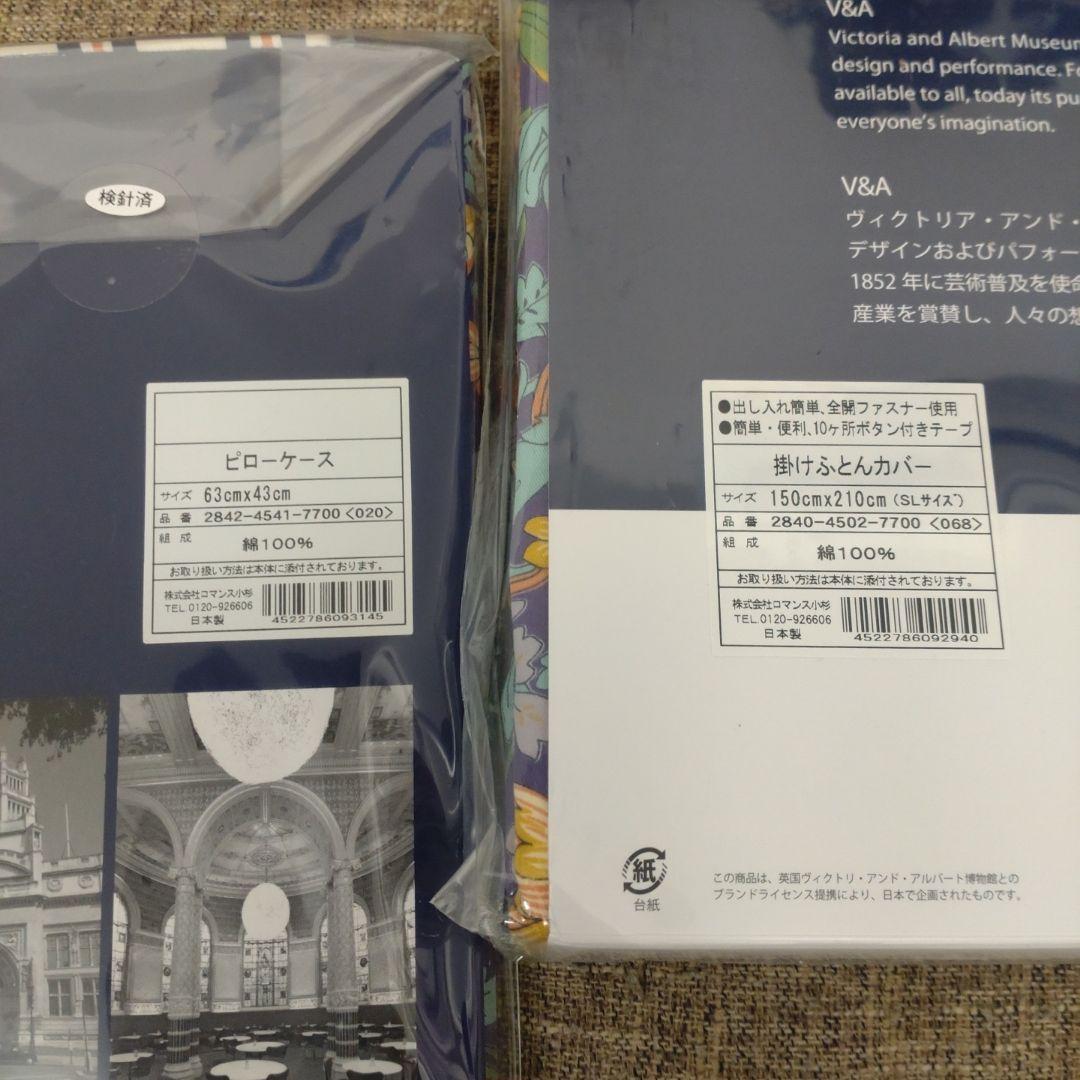 検針済
ピローケース
サイズ 63cmx43cm
品番 2842-4541-7700<020>
組成 綿100%
お取り扱い方法は本体に添付されております。
株式会社ロマンス小杉
TEL.0120-926606
日本製
4522786093145
V&A
Victoria and Albert Museum
design and performance.
available to all, today its
everyone's imagination.
V&A
ヴィクトリア・アンド・
デザインおよびパフォー
1852 年に芸術普及を使命
産業を賞賛し、人々の想
●出し入れ簡単、全開ファスナー使用
●簡単・便利、10ヶ所ボタン付きテープ
掛けふとんカバー
サイズ 150cmx210cm(SLサイズ)
品番 2840-4502-7700<068>
組成 綿100%
お取り扱い方法は本体に添付されております。
株式会社ロマンス小杉
TEL.0120-926606
日本製
4522786092940
紙
台紙
この商品は、英国ヴィクトリ・アンド・アルバート博物館との
ブランドライセンス提携により、日本で企画されたものです。